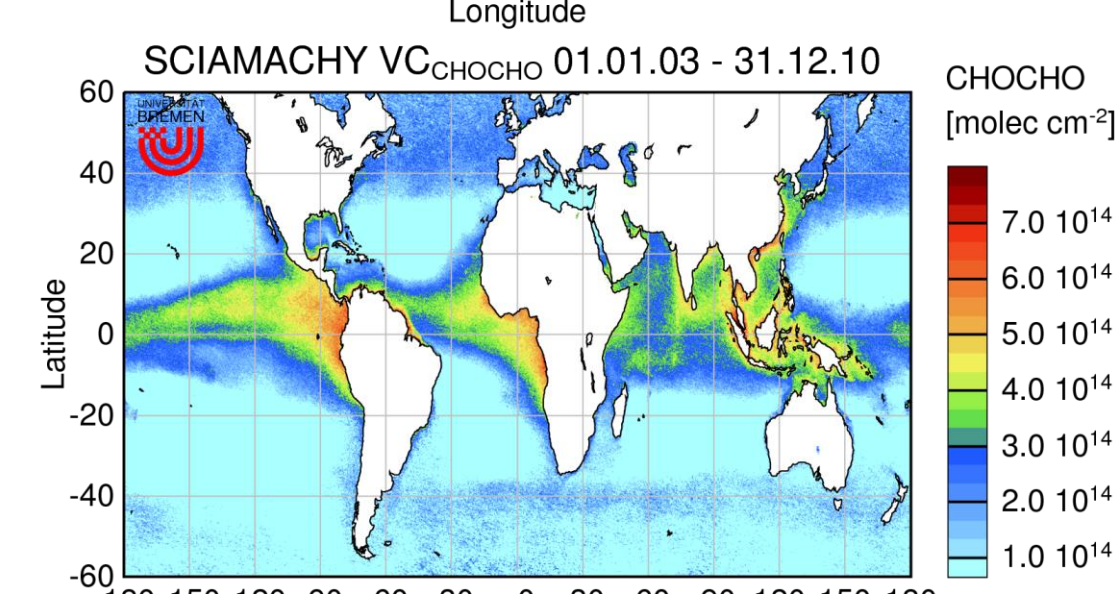 Longitude
SCIAMACHY VC CHOCHO 01.01.03 - 31.12.10
CHOCHO
[molec cm-2]
UNIVERSITÄT
BREMEN
60
40
20
0
-20
-40
-60
Latitude
7.0 10^14
6.0 10^14
5.0 10^14
4.0 10^14
3.0 10^14
2.0 10^14
1.0 10^14